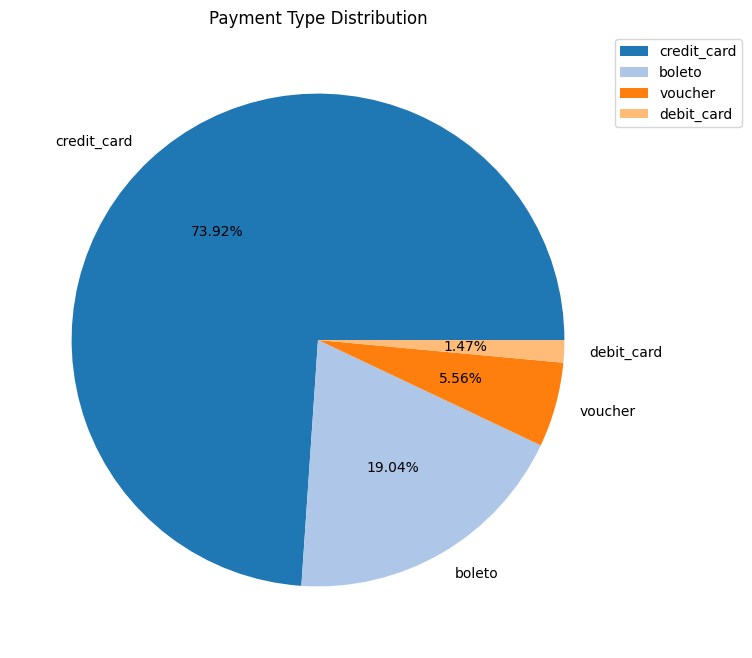 Payment Type Distribution
credit_card
boleto
voucher
debit_card
credit_card
73.92%
1.47%
debit_card
5.56%
voucher
19.04%
boleto